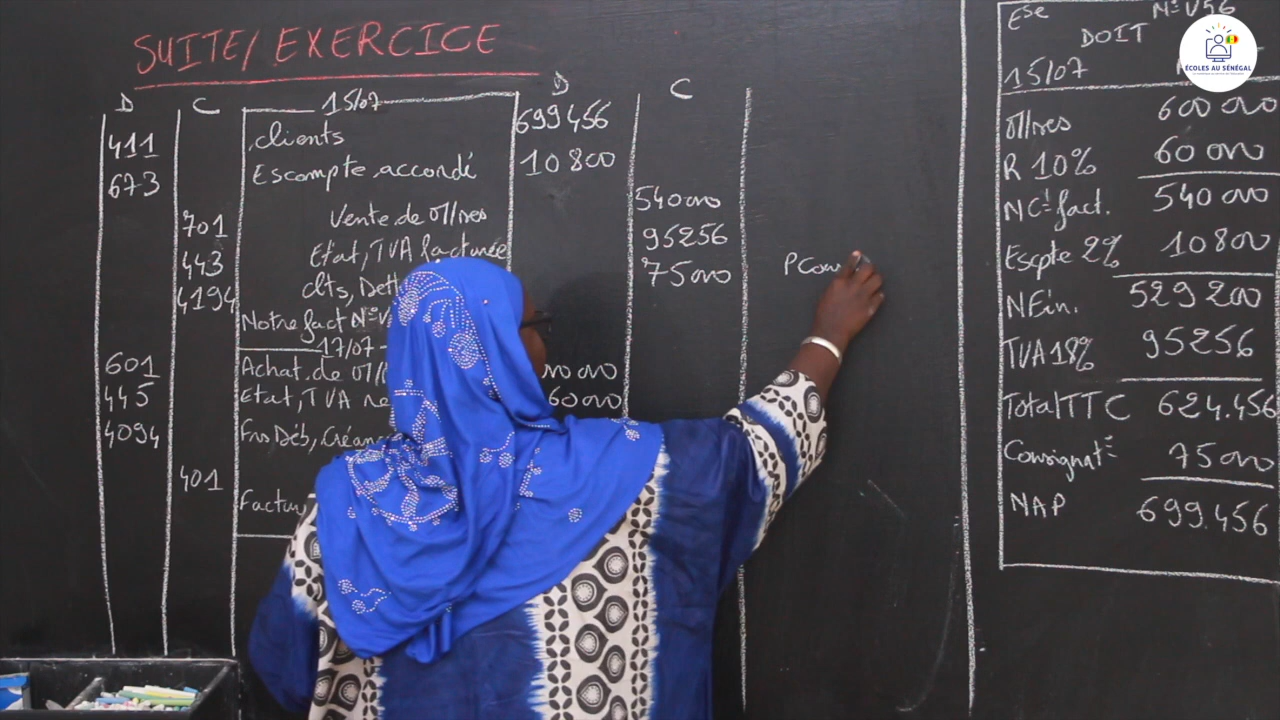 SUITE/EXERCICE
D C 15/07 D C
411 clients 699 456
673 Escompte accordé 10 800
701 Vente de M/ses 540 000
443 Etat, TVA facturée 95256
4194 clts, Dett 75 000
Notre fact N°V
17/07
601 Achat de
445 Etat, TVA 60 000
4094 Frs Déb, Créan
401
Factu
PCon
Ese N°V56
DOIT
15/07
M/ses 600 000
R 10% 60 000
NCial fact. 540 000
Escpte 2% 10 800
NFin. 529 200
TVA 18% 95256
Total TTC 624.456
Consignat° 75 000
NAP 699.456
ÉCOLES AU SÉNÉGAL